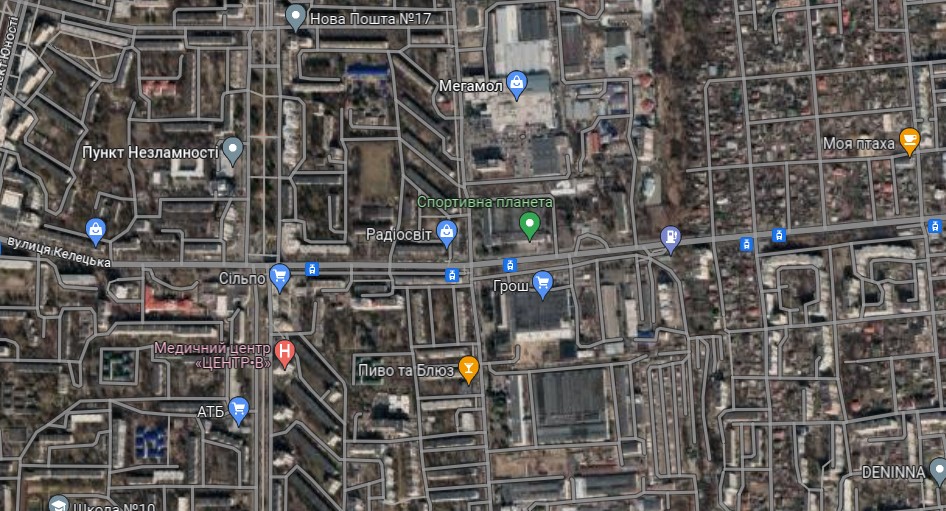 Нова Пошта №17
Мегамол
Моя птаха
Пункт Незламності
Спортивна планета
Радіосвіт
вулиця Келецька
Сільпо
Грош
Медичний центр
«ЦЕНТР-В»
Пиво та Блюз
АТБ
DENINNA
Школа №10